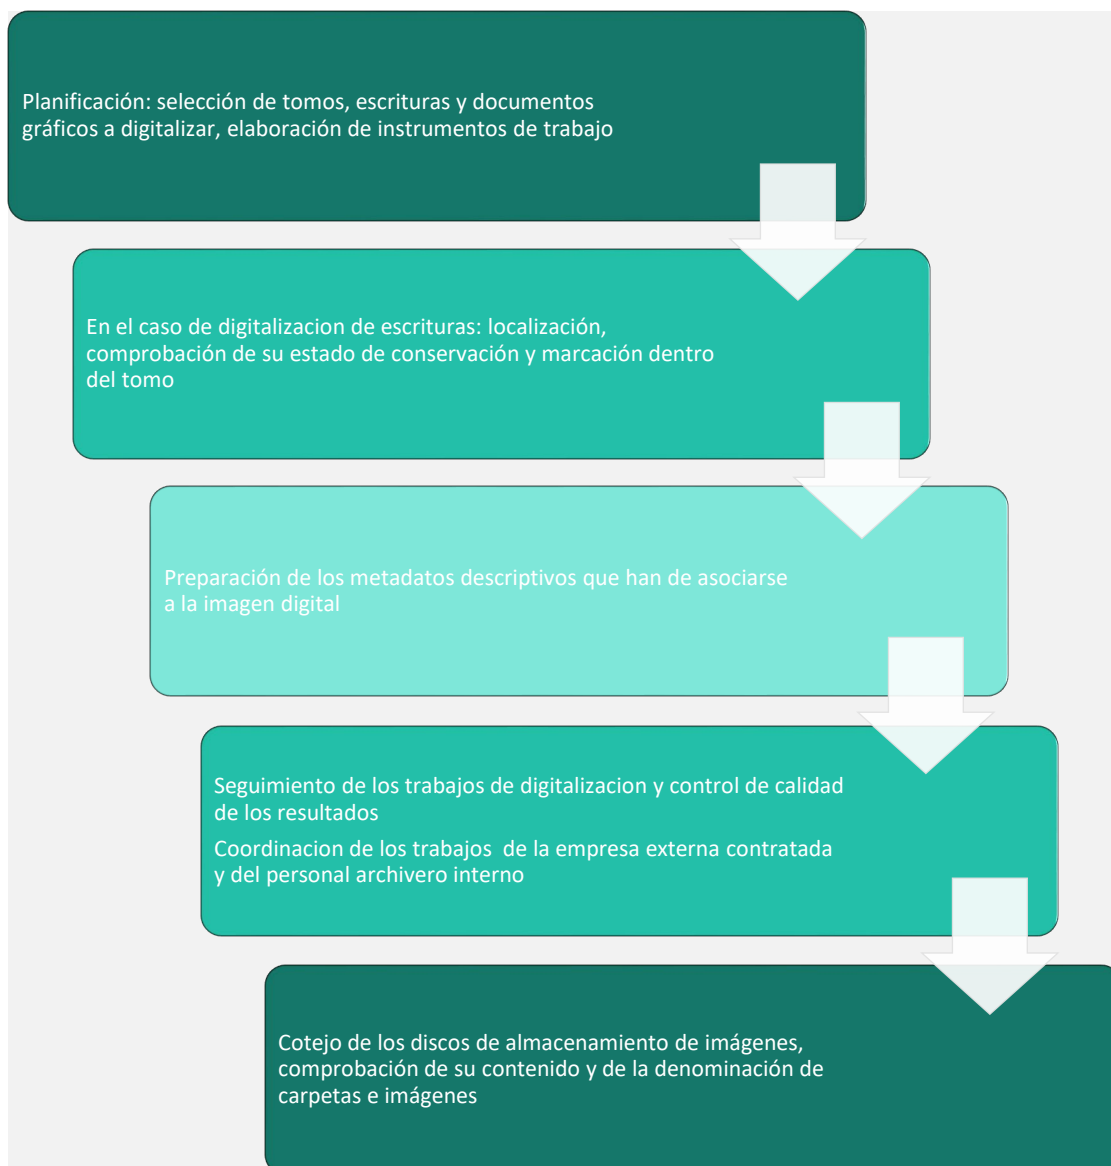 Planificación: selección de tomos, escrituras y documentos
gráficos a digitalizar, elaboración de instrumentos de trabajo
En el caso de digitalizacion de escrituras: localización,
comprobación de su estado de conservación y marcación dentro
del tomo
Preparación de los metadatos descriptivos que han de asociarse
a la imagen digital
Seguimiento de los trabajos de digitalizacion y control de calidad
de los resultados
Coordinacion de los trabajos  de la empresa externa contratada
y del personal archivero interno
Cotejo de los discos de almacenamiento de imágenes,
comprobación de su contenido y de la denominación de
carpetas e imágenes